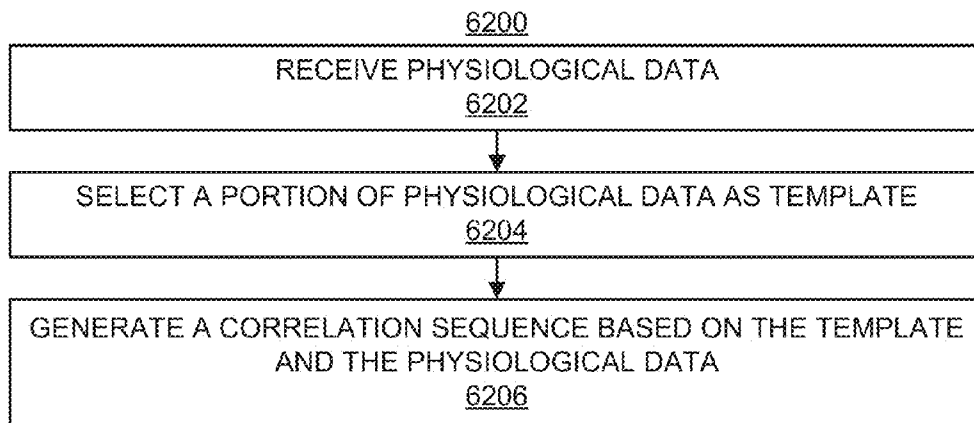 6200
RECEIVE PHYSIOLOGICAL DATA
6202
SELECT A PORTION OF PHYSIOLOGICAL DATA AS TEMPLATE
6204
GENERATE A CORRELATION SEQUENCE BASED ON THE TEMPLATE
AND THE PHYSIOLOGICAL DATA
6206